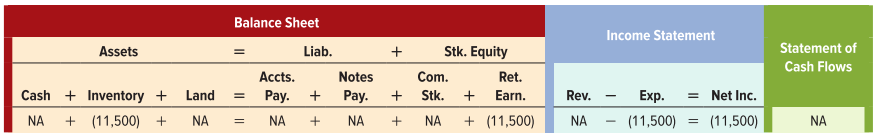 Balance Sheet
Income Statement
Statement of
Cash Flows
Assets = Liab. + Stk. Equity
Accts. Notes Com. Ret.
Cash + Inventory + Land = Pay. + Pay. + Stk. + Earn. Rev. − Exp. = Net Inc.
NA + (11,500) + NA = NA + NA + NA + (11,500) NA − (11,500) = (11,500) NA